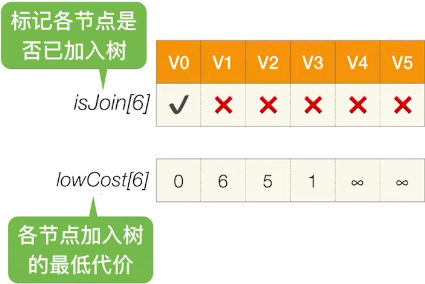 标记各节点是
否已加入树
V0 V1 V2 V3 V4 V5
isJoin[6] ✓ ✗ ✗ ✗ ✗ ✗
lowCost[6] 0 6 5 1 ∞ ∞
各节点加入树
的最低代价